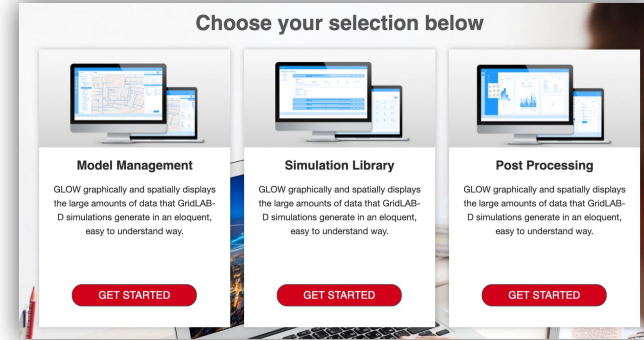 Choose your selection below
Model Management
GLOW graphically and spatially displays
the large amounts of data that GridLAB-
D simulations generate in an eloquent,
easy to understand way.
GET STARTED
Simulation Library
GLOW graphically and spatially displays
the large amounts of data that GridLAB-
D simulations generate in an eloquent,
easy to understand way.
GET STARTED
Post Processing
GLOW graphically and spatially displays
the large amounts of data that GridLAB-
D simulations generate in an eloquent,
easy to understand way.
GET STARTED